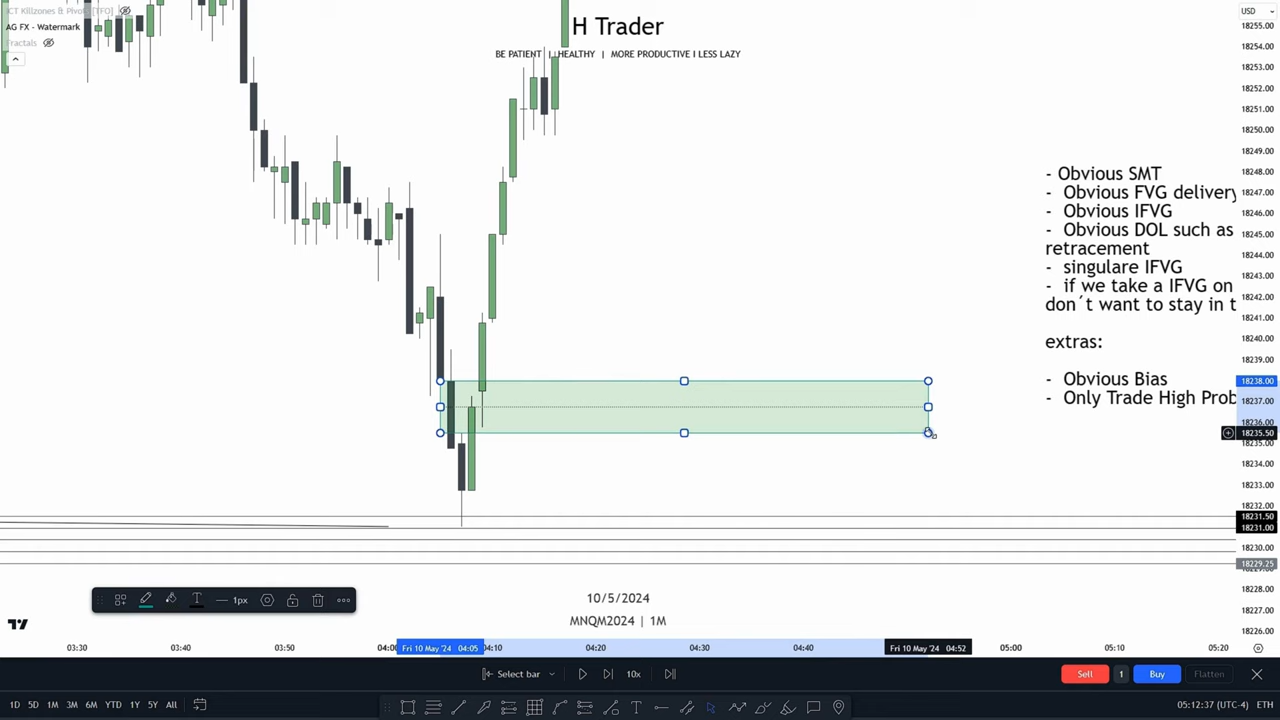 ICT Killzones & Pivots [TFO]
AG FX - Watermark
Fractals
H Trader
BE PATIENT | HEALTHY | MORE PRODUCTIVE I LESS LAZY
- Obvious SMT
- Obvious FVG delivery
- Obvious IFVG
- Obvious DOL such as
retracement
- singulare IFVG
- if we take a IFVG on
don´t want to stay in t
extras:
- Obvious Bias
- Only Trade High Prob
USD
18255.00
18254.00
18253.00
18252.00
18251.00
18250.00
18249.00
18248.00
18247.00
18246.00
18245.00
18244.00
18243.00
18242.00
18241.00
18240.00
18239.00
18238.00
18237.00
18236.00
18235.50
18235.00
18234.00
18233.00
18232.00
18231.50
18231.00
18230.00
18229.25
18228.00
18227.00
18226.00
1px
10/5/2024
MNQM2024 | 1M
03:30 03:40 03:50 04:00 Fri 10 May '24 04:05 04:10 04:20 04:30 04:40 Fri 10 May '24 04:52 05:00 05:10 05:20
Select bar 10x Sell 1 Buy Flatten
1D 5D 1M 3M 6M YTD 1Y 5Y All 05:12:37 (UTC-4) ETH